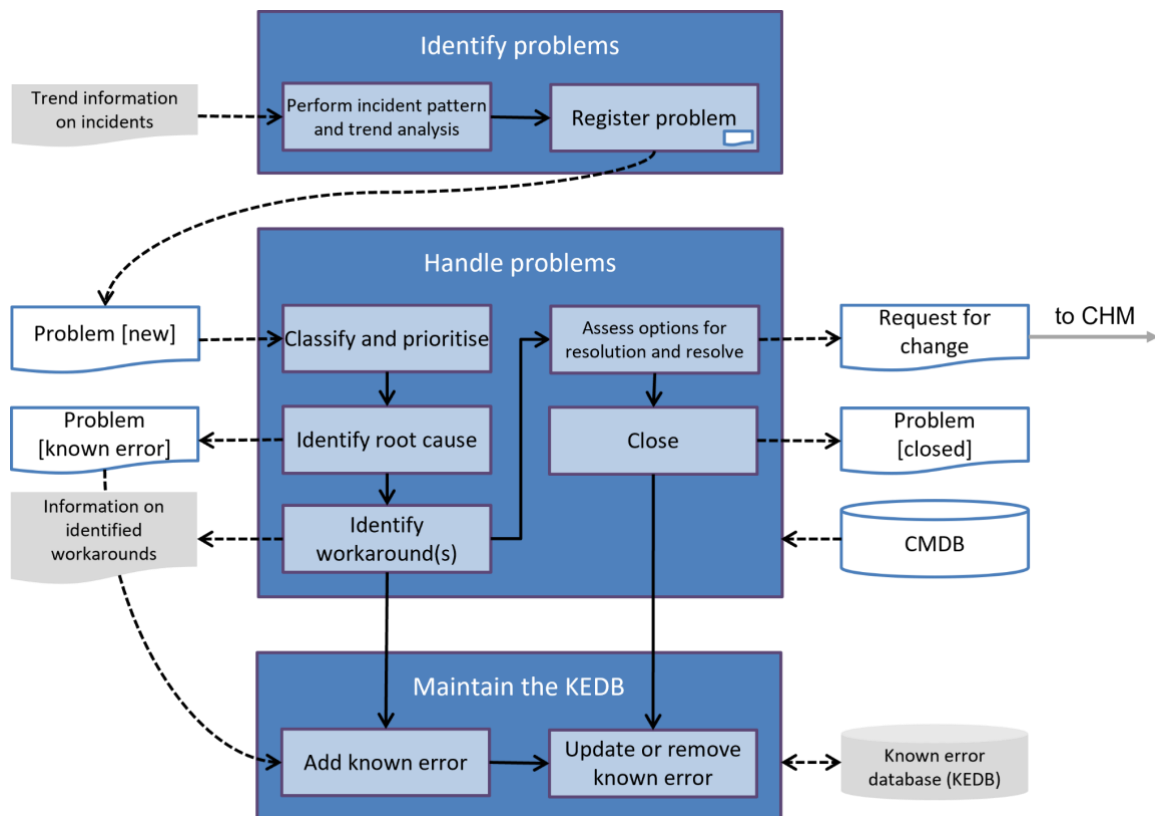 Identify problems
Trend information
on incidents
Perform incident pattern
and trend analysis
Register problem
Handle problems
Problem [new]
Classify and prioritise
Assess options for
resolution and resolve
Request for
change
to CHM
Problem
[known error]
Identify root cause
Close
Problem
[closed]
Information on
identified
workarounds
Identify
workaround(s)
CMDB
Maintain the KEDB
Add known error
Update or remove
known error
Known error
database (KEDB)